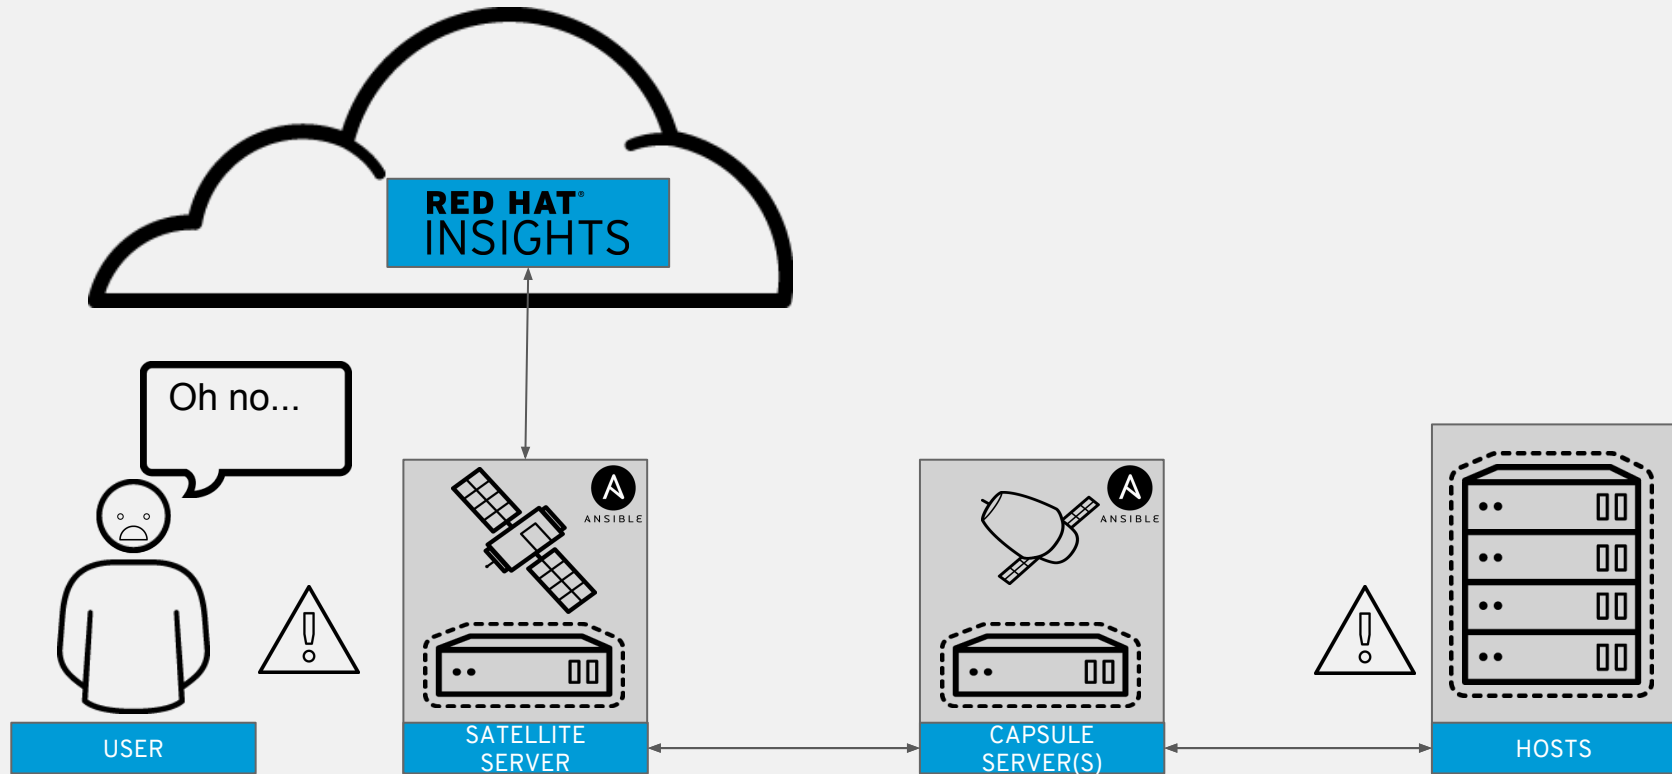 RED HAT®
INSIGHTS
Oh no...
ANSIBLE
ANSIBLE
USER
SATELLITE
SERVER
CAPSULE
SERVER(S)
HOSTS